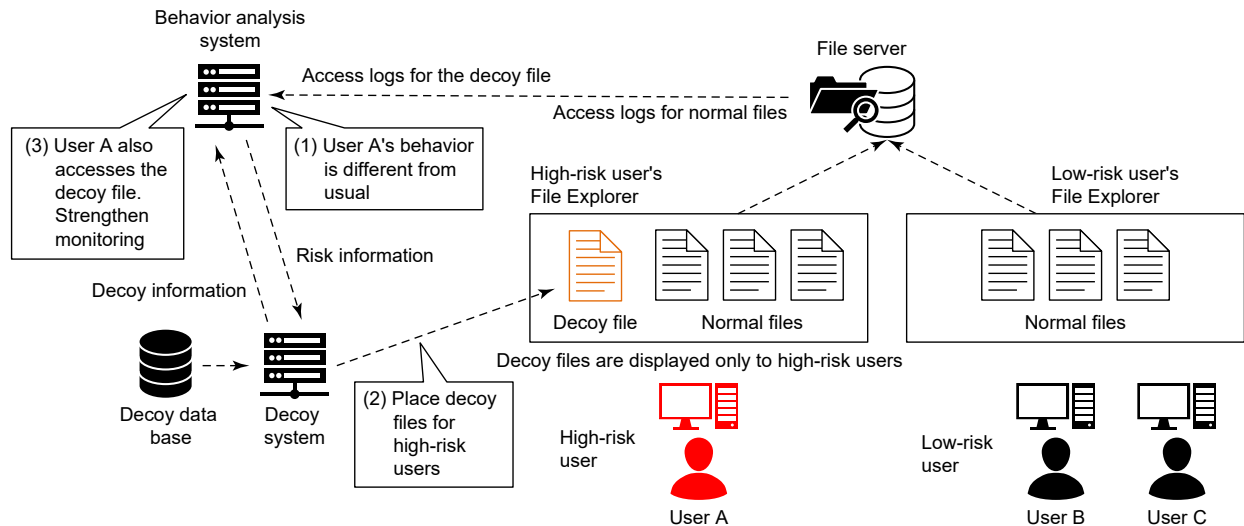 Behavior analysis
system
File server
Access logs for the decoy file
Access logs for normal files
(3) User A also
accesses the
decoy file.
Strengthen
monitoring
(1) User A's behavior
is different from
usual
High-risk user's
File Explorer
Low-risk user's
File Explorer
Risk information
Decoy information
Decoy file
Normal files
Normal files
Decoy files are displayed only to high-risk users
Decoy data
base
Decoy
system
(2) Place decoy
files for
high-risk
users
High-risk
user
Low-risk
user
User A
User B
User C